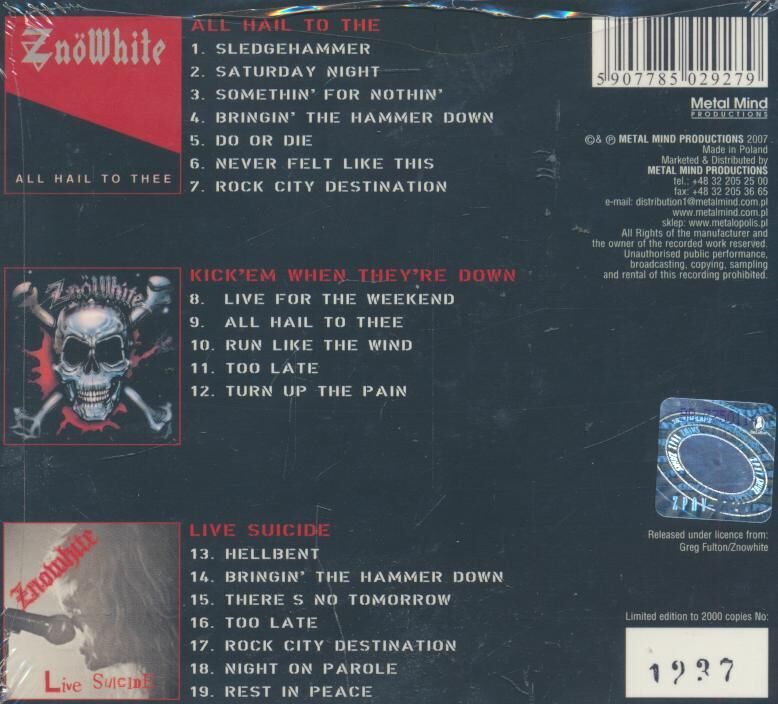 ZnöWhite
ALL HAIL TO THEE
ALL HAIL TO THE
1. SLEDGEHAMMER
2. SATURDAY NIGHT
3. SOMETHIN' FOR NOTHIN'
4. BRINGIN' THE HAMMER DOWN
5. DO OR DIE
6. NEVER FELT LIKE THIS
7. ROCK CITY DESTINATION
ZnöWhite
KICK'EM WHEN THEY'RE DOWN
8. LIVE FOR THE WEEKEND
9. ALL HAIL TO THEE
10. RUN LIKE THE WIND
11. TOO LATE
12. TURN UP THE PAIN
Znowhite
Live Suicide
LIVE SUICIDE
13. HELLBENT
14. BRINGIN' THE HAMMER DOWN
15. THERE S NO TOMORROW
16. TOO LATE
17. ROCK CITY DESTINATION
18. NIGHT ON PAROLE
19. REST IN PEACE
5 907785 029279
Metal Mind
PRODUCTIONS
©& ℗ METAL MIND PRODUCTIONS 2007
Made in Poland
Marketed & Distributed by
METAL MIND PRODUCTIONS
tel.: +48 32 205 25 00
fax: +48 32 205 36 65
e-mail: distribution1@metalmind.com.pl
www.metalmind.com.pl
sklep: www.metalopolis.pl
All Rights of the manufacturer and
the owner of the recorded work reserved.
Unauthorised public performance,
broadcasting, copying, sampling
and rental of this recording prohibited.
ZPAV
Released under licence from:
Greg Fulton/Znowhite
Limited edition to 2000 copies No:
1237